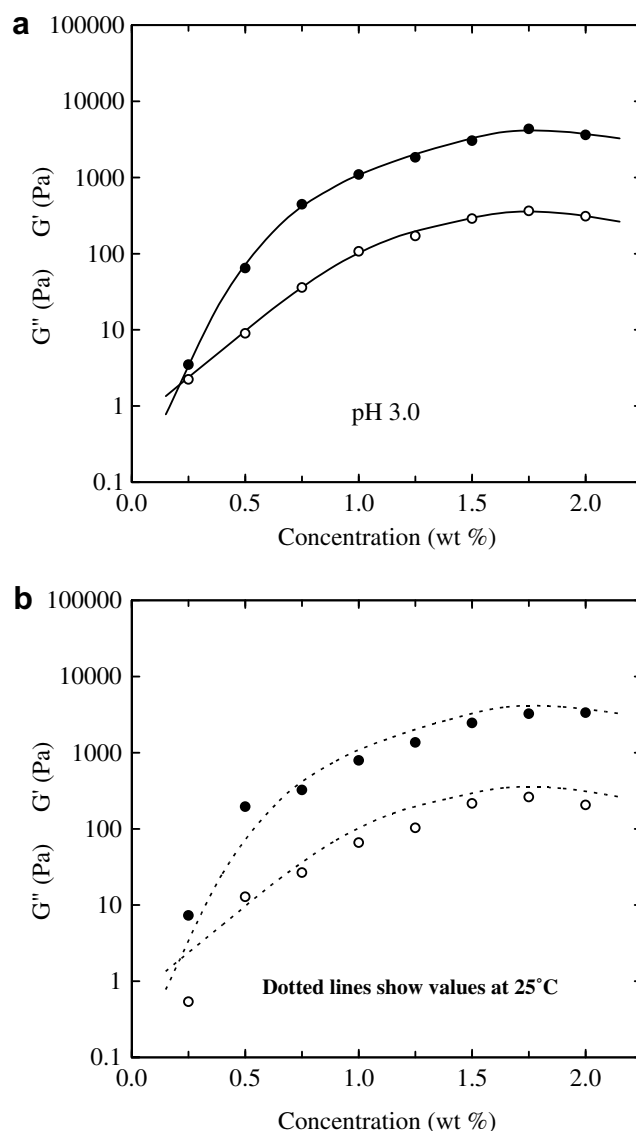 a
100000
10000
1000
100
10
1
0.1
G" (Pa) G' (Pa)
pH 3.0
0.0 0.5 1.0 1.5 2.0
Concentration (wt %)
b
100000
10000
1000
100
10
1
0.1
G" (Pa) G' (Pa)
Dotted lines show values at 25˚C
0.0 0.5 1.0 1.5 2.0
Concentration (wt %)